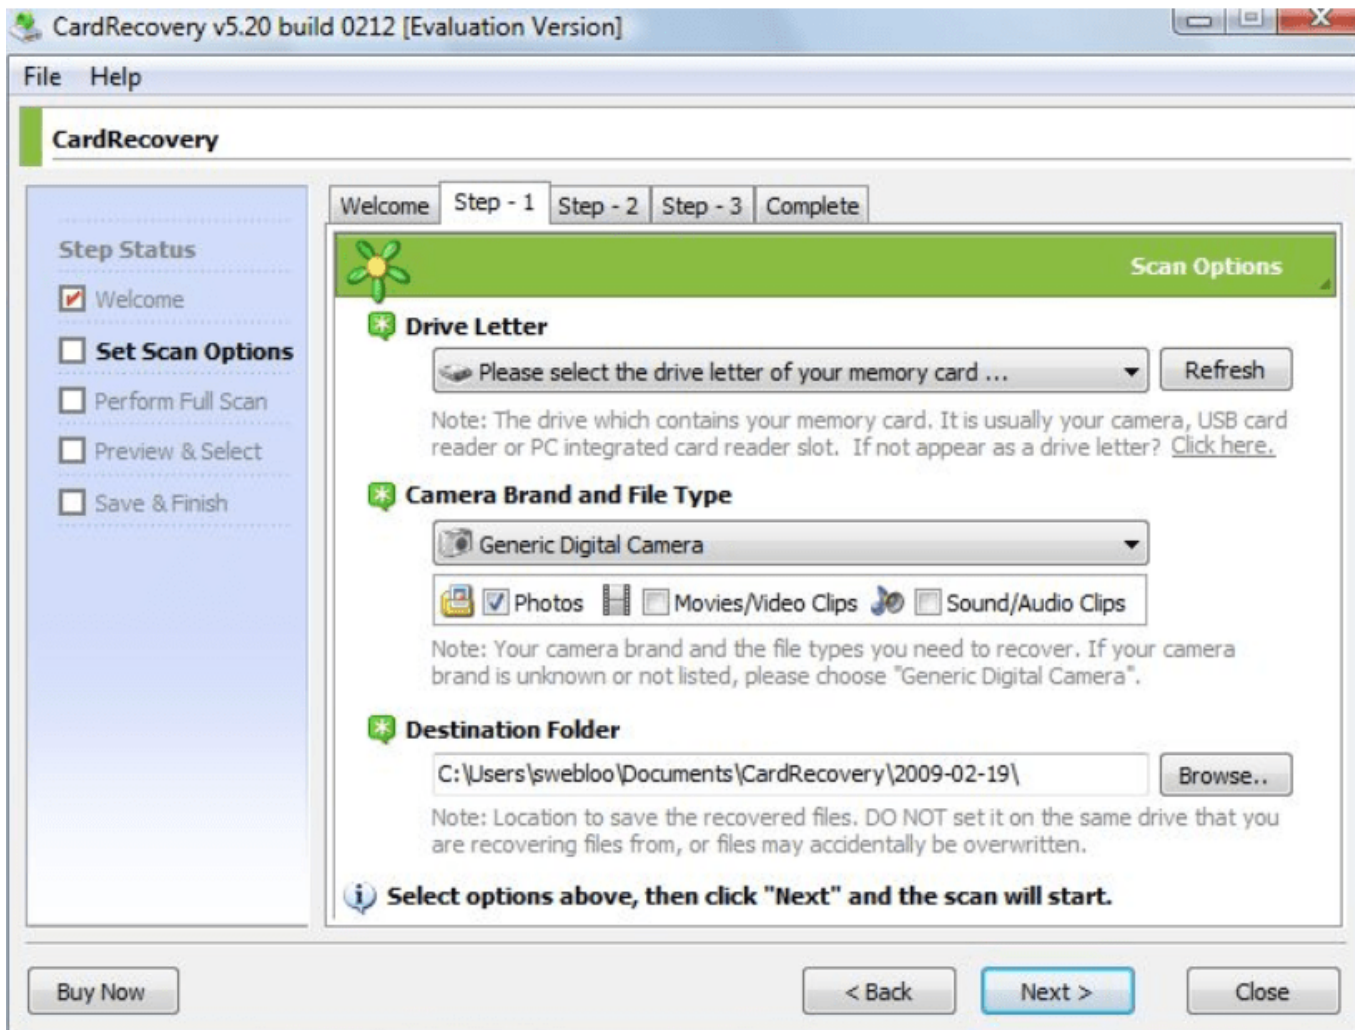 CardRecovery v5.20 build 0212 [Evaluation Version]
File Help
CardRecovery
Step Status
Welcome
Set Scan Options
Perform Full Scan
Preview & Select
Save & Finish
Welcome Step - 1 Step - 2 Step - 3 Complete
Scan Options
Drive Letter
Please select the drive letter of your memory card ... Refresh
Note: The drive which contains your memory card. It is usually your camera, USB card
reader or PC integrated card reader slot. If not appear as a drive letter? Click here.
Camera Brand and File Type
Generic Digital Camera
Photos Movies/Video Clips Sound/Audio Clips
Note: Your camera brand and the file types you need to recover. If your camera
brand is unknown or not listed, please choose "Generic Digital Camera".
Destination Folder
C:\Users\swebloo\Documents\CardRecovery\2009-02-19\ Browse..
Note: Location to save the recovered files. DO NOT set it on the same drive that you
are recovering files from, or files may accidentally be overwritten.
Select options above, then click "Next" and the scan will start.
Buy Now < Back Next > Close